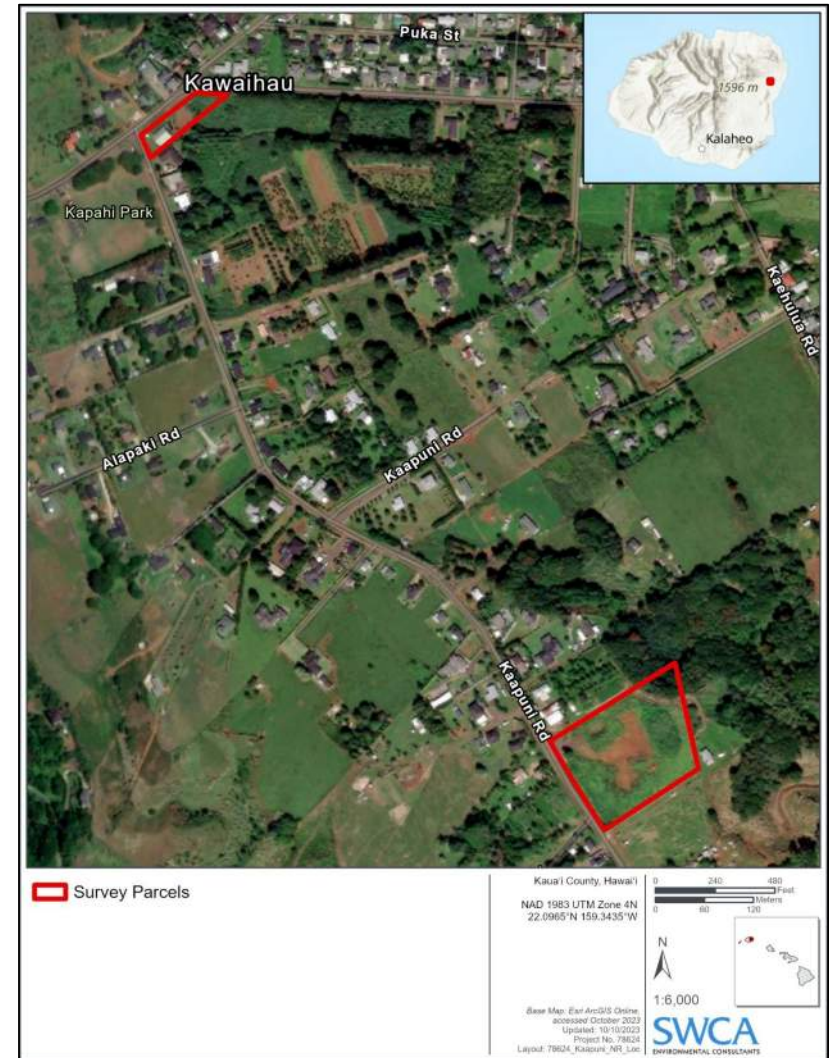 Puka St
Kawaihau
1596 m
Kalaheo
Kapahi Park
Kaehulua Rd
Alapaki Rd
Kaapuni Rd
Kaapuni Rd
Survey Parcels
Kaua'i County, Hawai'i
NAD 1983 UTM Zone 4N
22.0965°N 159.3435°W
0 240 480
Feet
Meters
0 60 120
N
1:6,000
Base Map: Esri ArcGIS Online,
accessed October 2023
Updated: 10/10/2023
Project No. 78624
Layout: 78624_Kaapuni_NR_Loc
SWCA
ENVIRONMENTAL CONSULTANTS